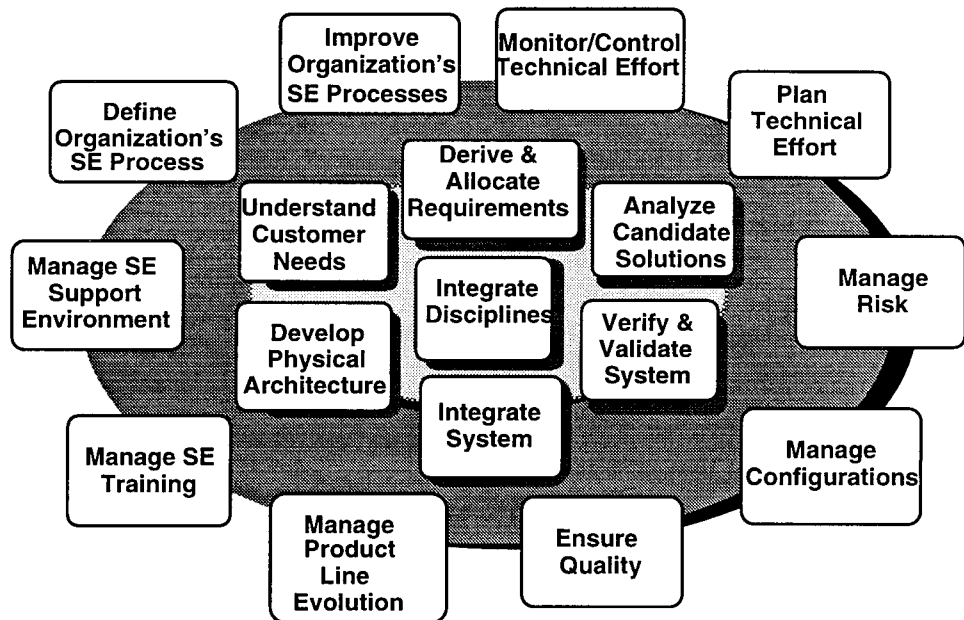 Improve
Organization's
SE Processes
Monitor/Control
Technical Effort
Define
Organization's
SE Process
Plan
Technical
Effort
Derive &
Allocate
Requirements
Understand
Customer
Needs
Analyze
Candidate
Solutions
Manage SE
Support
Environment
Integrate
Disciplines
Manage
Risk
Develop
Physical
Architecture
Verify &
Validate
System
Integrate
System
Manage SE
Training
Manage
Configurations
Manage
Product
Line
Evolution
Ensure
Quality